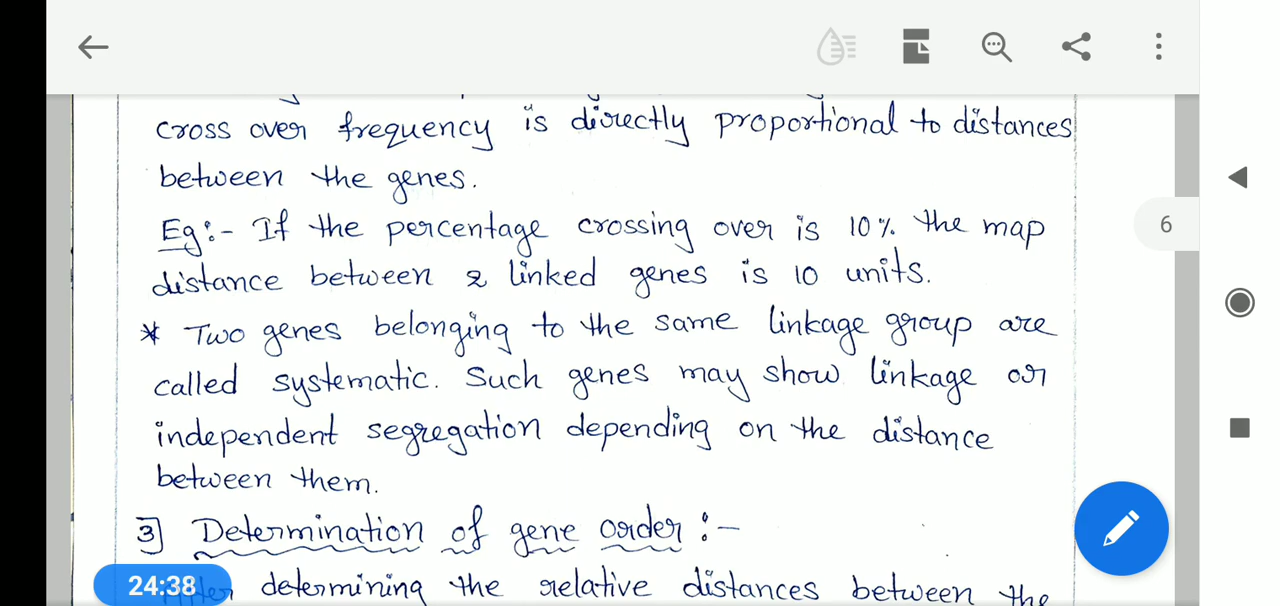 cross over frequency is directly proportional to distances
6
between the genes.
Eg:- If the percentage crossing over is 10% the map
distance between 2 linked genes is 10 units.
* Two genes belonging to the same linkage group are
called systematic. Such genes may show linkage or
independent segregation depending on the distance
between them.
3] Determination of gene order :-
24:38
determining the relative distances between the